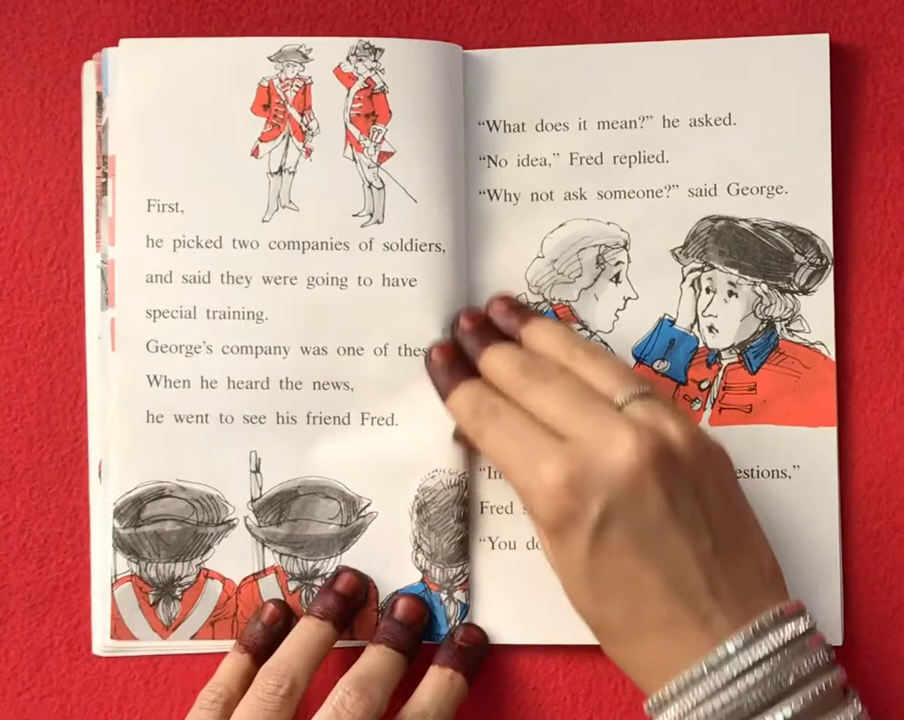 First,
he picked two companies of soldiers,
and said they were going to have
special training.
George's company was one of
When he heard the news,
he went to see his friend Fred.
“What does it mean?” he asked.
“No idea,” Fred replied.
“Why not ask someone?” said George.
Fred
“You